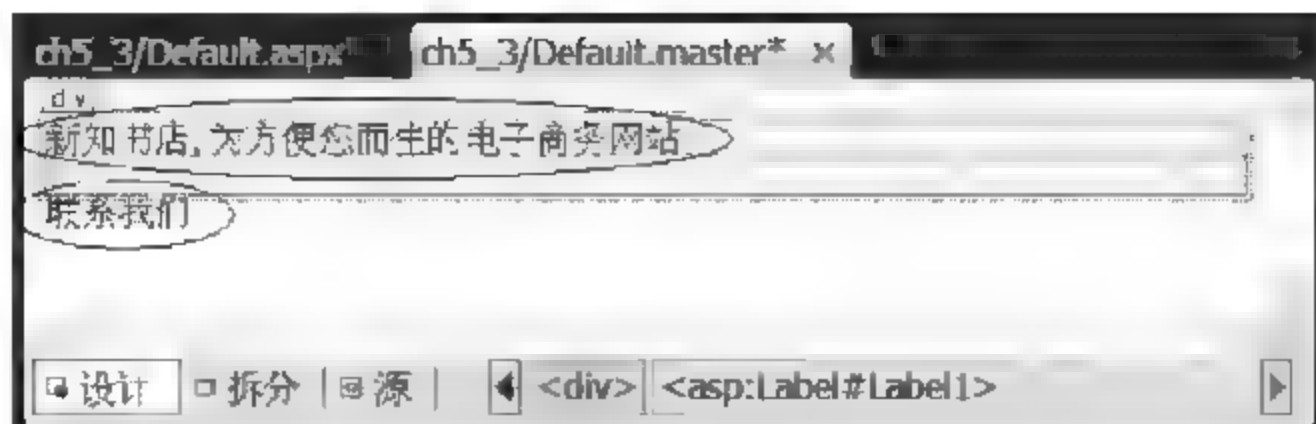 ch5_3/Default.aspx* ch5_3/Default.master* ×
div
新知书店,为方便您而生的电子商务网站
联系我们
设计 拆分 源 <div> <asp:Label#Label1>